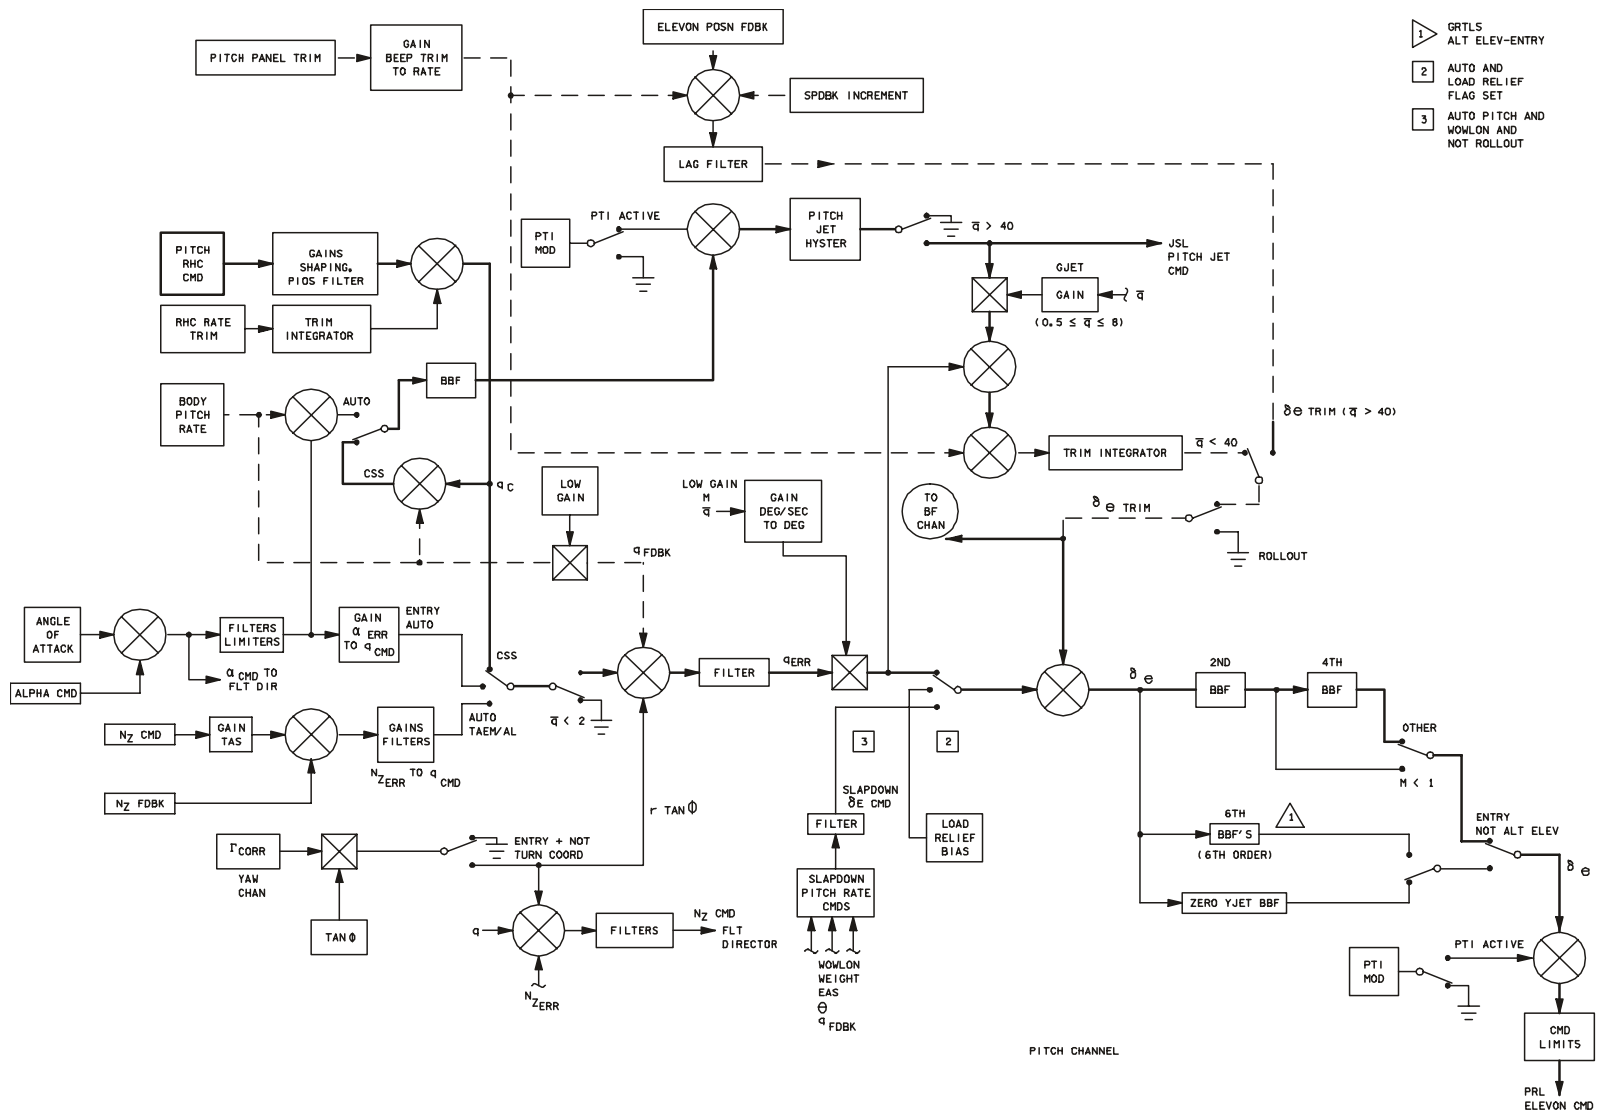 ELEVON POSN FDBK
1
GRTLS
ALT ELEV-ENTRY
PITCH PANEL TRIM
GAIN
BEEP TRIM
TO RATE
SPDBK INCREMENT
2
AUTO AND
LOAD RELIEF
FLAG SET
3
AUTO PITCH AND
WOWLON AND
NOT ROLLOUT
LAG FILTER
PTI ACTIVE
PTI
MOD
PITCH
JET
HYSTER
q̅ > 40
JSL
PITCH JET
CMD
PITCH
RHC
CMD
GAINS
SHAPING,
PIOS FILTER
GJET
GAIN
q̅
(0.5 ≤ q̅ ≤ 8)
RHC RATE
TRIM
TRIM
INTEGRATOR
BBF
BODY
PITCH
RATE
AUTO
δe TRIM (q̅ > 40)
q̅ < 40
TRIM INTEGRATOR
CSS
qC
LOW
GAIN
LOW GAIN
M
q̅
GAIN
DEG/SEC
TO DEG
TO
BF
CHAN
δe TRIM
ROLLOUT
qFDBK
ANGLE
OF
ATTACK
FILTERS
LIMITERS
GAIN
α ERR
TO qCMD
ENTRY
AUTO
α CMD TO
FLT DIR
ALPHA CMD
CSS
FILTER
qERR
δe
2ND
BBF
4TH
BBF
AUTO
TAEM/AL
q̅ < 2
NZ CMD
GAIN
TAS
GAINS
FILTERS
NZERR TO qCMD
3
2
OTHER
M < 1
NZ FDBK
SLAPDOWN
δE CMD
r TAN Φ
FILTER
LOAD
RELIEF
BIAS
6TH
BBF'S
(6TH ORDER)
1
ENTRY
NOT ALT ELEV
ΓCORR
YAW
CHAN
ENTRY + NOT
TURN COORD
δe
SLAPDOWN
PITCH RATE
CMDS
ZERO YJET BBF
TAN Φ
q
FILTERS
NZ CMD
FLT
DIRECTOR
NZERR
WOWLON
WEIGHT
EAS
θ
qFDBK
PTI ACTIVE
PTI
MOD
CMD
LIMITS
PITCH CHANNEL
PRL
ELEVON CMD